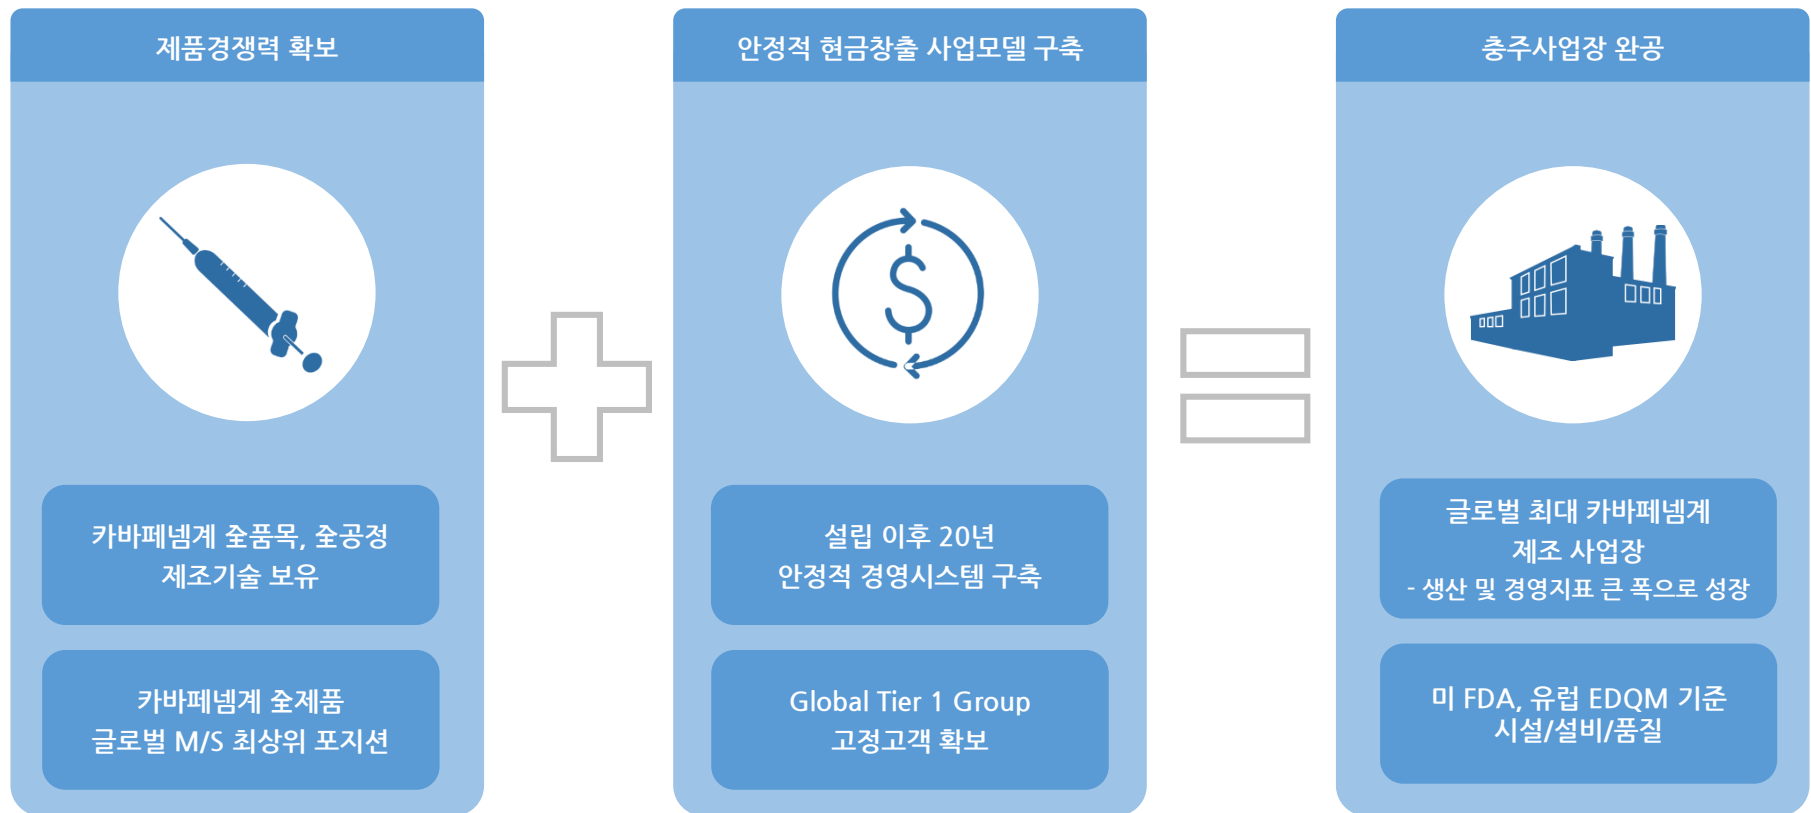 제품경쟁력 확보
카바페넴계 全품목, 全공정
제조기술 보유
카바페넴계 全제품
글로벌 M/S 최상위 포지션
안정적 현금창출 사업모델 구축
설립 이후 20년
안정적 경영시스템 구축
Global Tier 1 Group
고정고객 확보
충주사업장 완공
글로벌 최대 카바페넴계
제조 사업장
- 생산 및 경영지표 큰 폭으로 성장
미 FDA, 유럽 EDQM 기준
시설/설비/품질